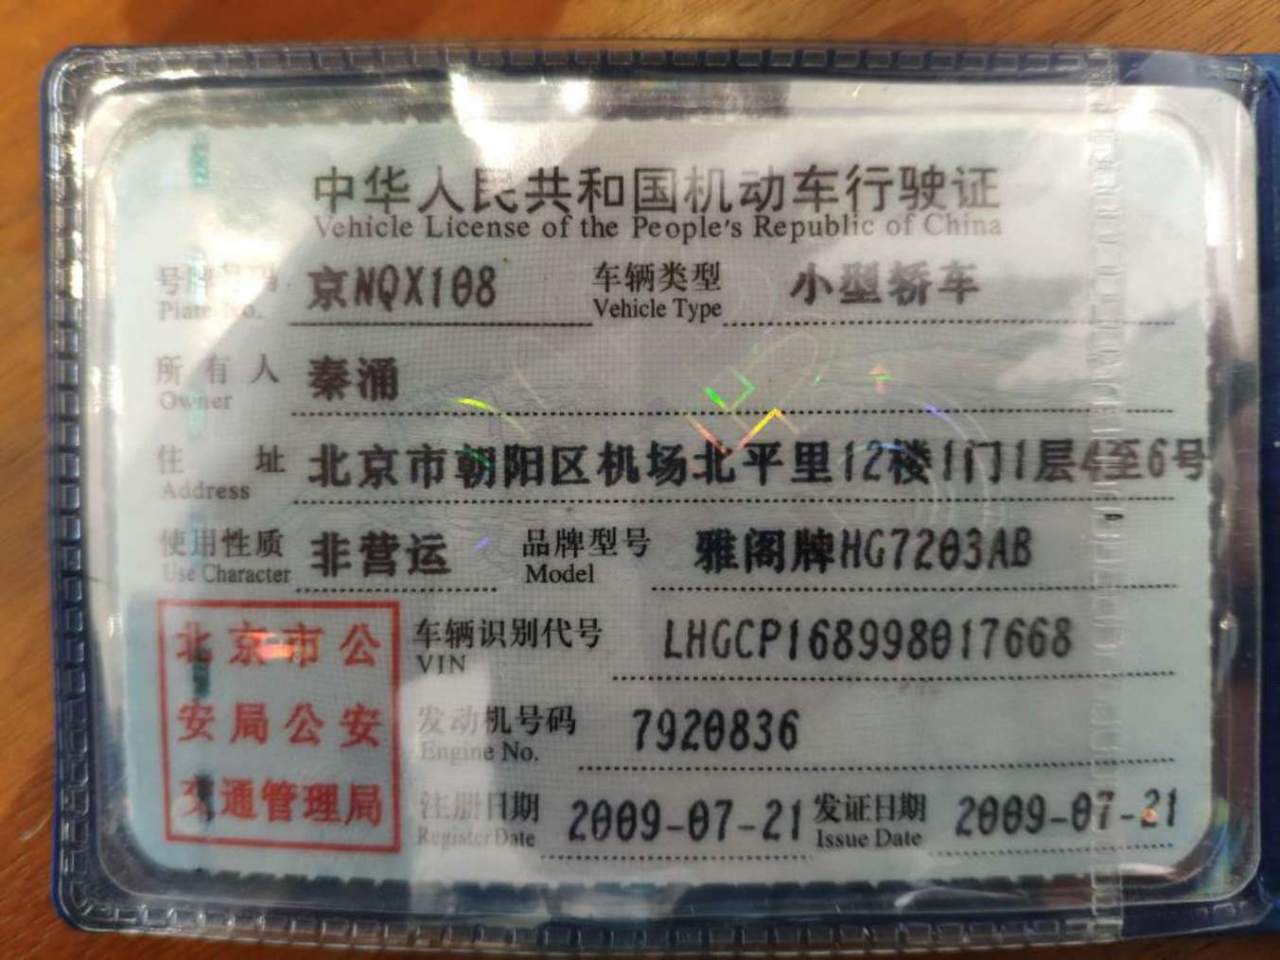 中华人民共和国机动车行驶证
Vehicle License of the People's Republic of China
号牌号码 京NQX108 车辆类型 小型轿车
Plate No. Vehicle Type
所有人 秦涌
Owner
住址 北京市朝阳区机场北平里12楼1门1层4至6号
Address
使用性质 非营运 品牌型号 雅阁牌HG7203AB
Use Character Model
北京市公安局公安交通管理局
车辆识别代号 LHGCP168998017668
VIN
发动机号码 7920836
Engine No.
注册日期 2009-07-21 发证日期 2009-07-21
Register Date Issue Date